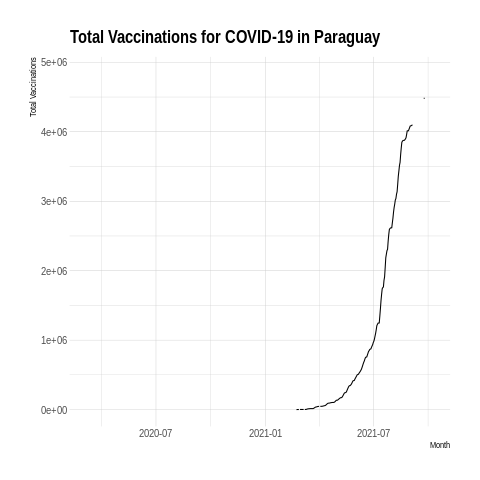 Total Vaccinations for COVID-19 in Paraguay
Total Vaccinations
5e+06
4e+06
3e+06
2e+06
1e+06
0e+00
2020-07 2021-01 2021-07
Month